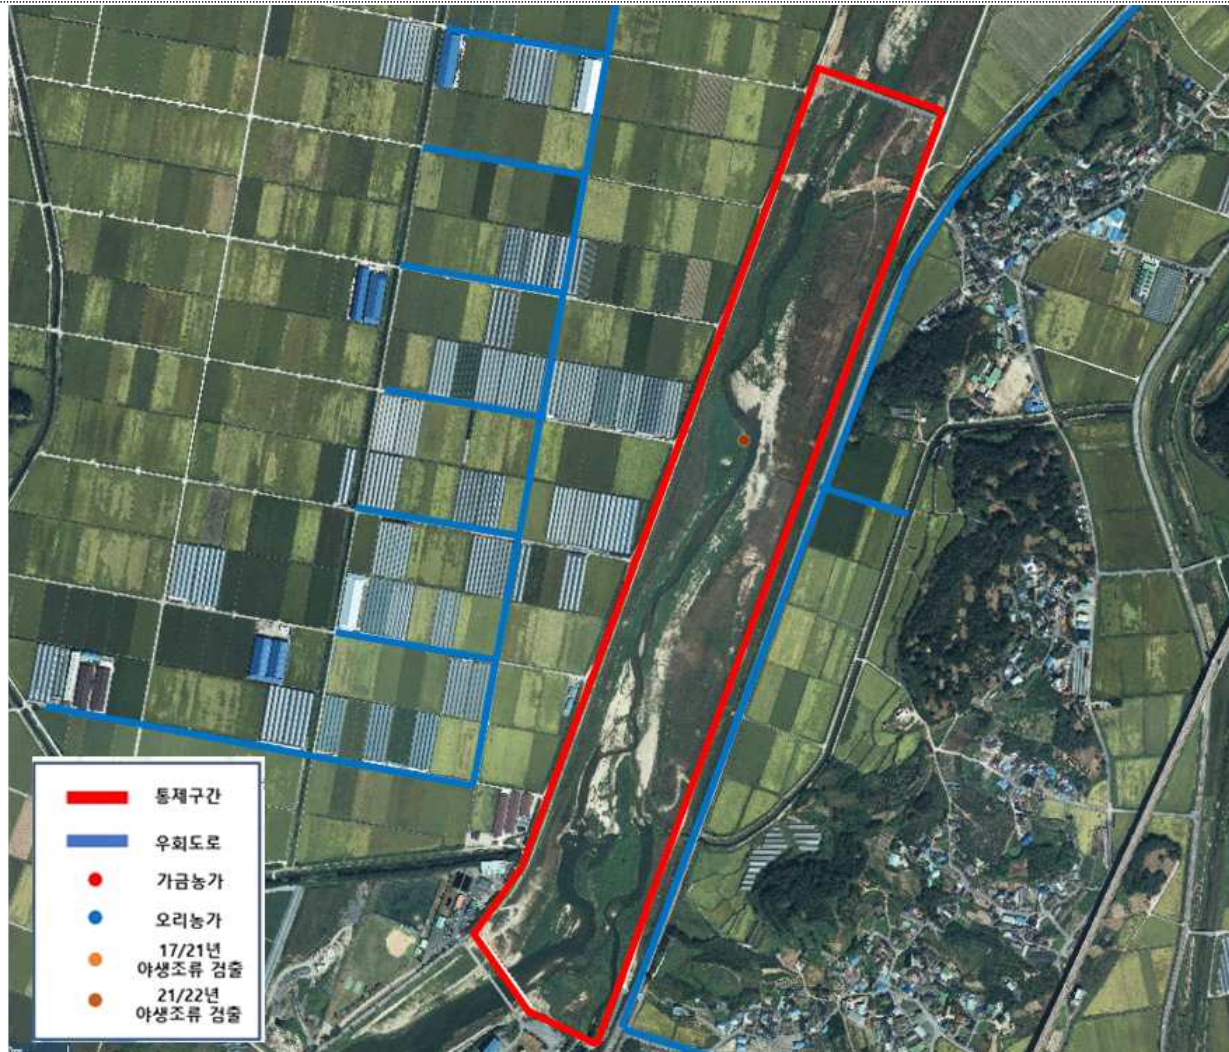 통제구간
우회도로
가금농가
오리농가
17/21년
야생조류 검출
21/22년
야생조류 검출